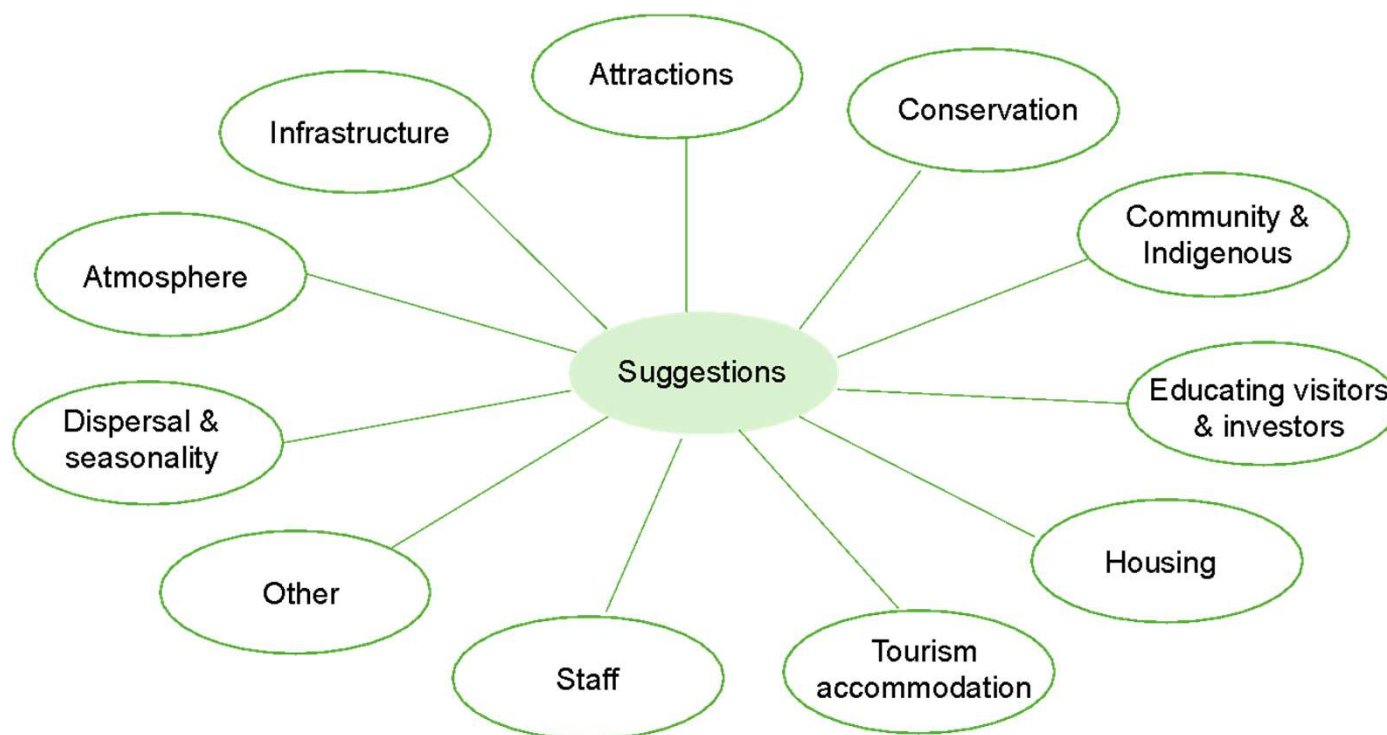 Attractions
Conservation
Infrastructure
Community &
Indigenous
Atmosphere
Suggestions
Educating visitors
& investors
Dispersal &
seasonality
Housing
Other
Tourism
accommodation
Staff